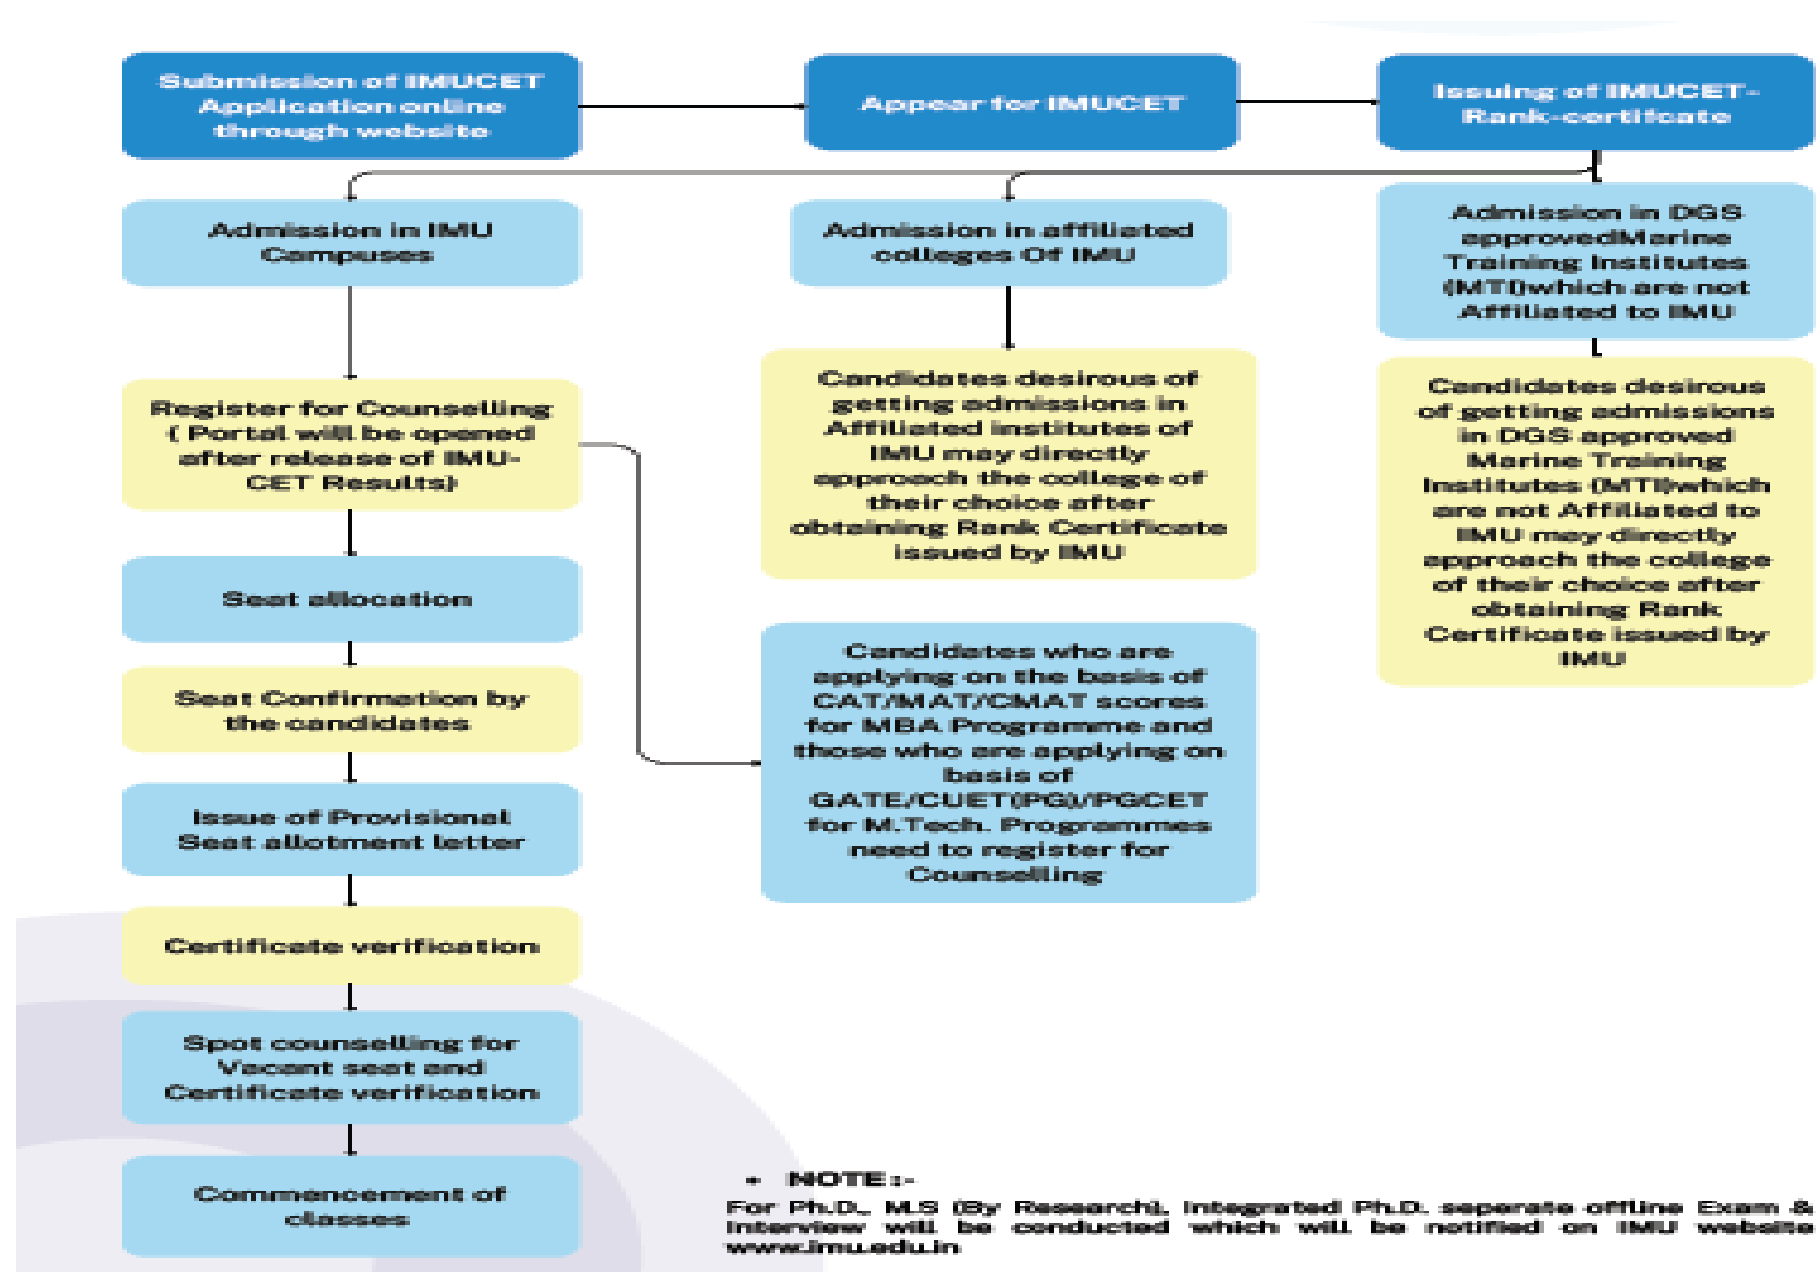 Submission of IMUCET
Application online
through website
Appear for IMUCET
Issuing of IMUCET-
Rank-certifcate
Admission in IMU
Campuses
Admission in affiliated
colleges Of IMU
Admission in DGS
approvedMarine
Training Institutes
(MTI)which are not
Affiliated to IMU
Register for Counselling
( Portal will be opened
after release of IMU-
CET Results)
Candidates desirous of
getting admissions in
Affiliated institutes of
IMU may directly
approach the college of
their choice after
obtaining Rank Certificate
issued by IMU
Candidates desirous
of getting admissions
in DGS approved
Marine Training
Institutes (MTI)which
are not Affiliated to
IMU may directly
approach the college
of their choice after
obtaining Rank
Certificate issued by
IMU
Seat allocation
Seat Confirmation by
the candidates
Issue of Provisional
Seat allotment letter
Certificate verification
Spot counselling for
Vacant seat and
Certificate verification
Commencement of
classes
Candidates who are
applying on the basis of
CAT/MAT/CMAT scores
for MBA Programme and
those who are applying on
basis of
GATE/CUET(PG)/PGCET
for M.Tech. Programmes
need to register for
Counselling
• NOTE:-
For Ph.D., M.S (By Research), Integrated Ph.D. seperate offline Exam &
Interview will be conducted which will be notified on IMU website
www.imu.edu.in